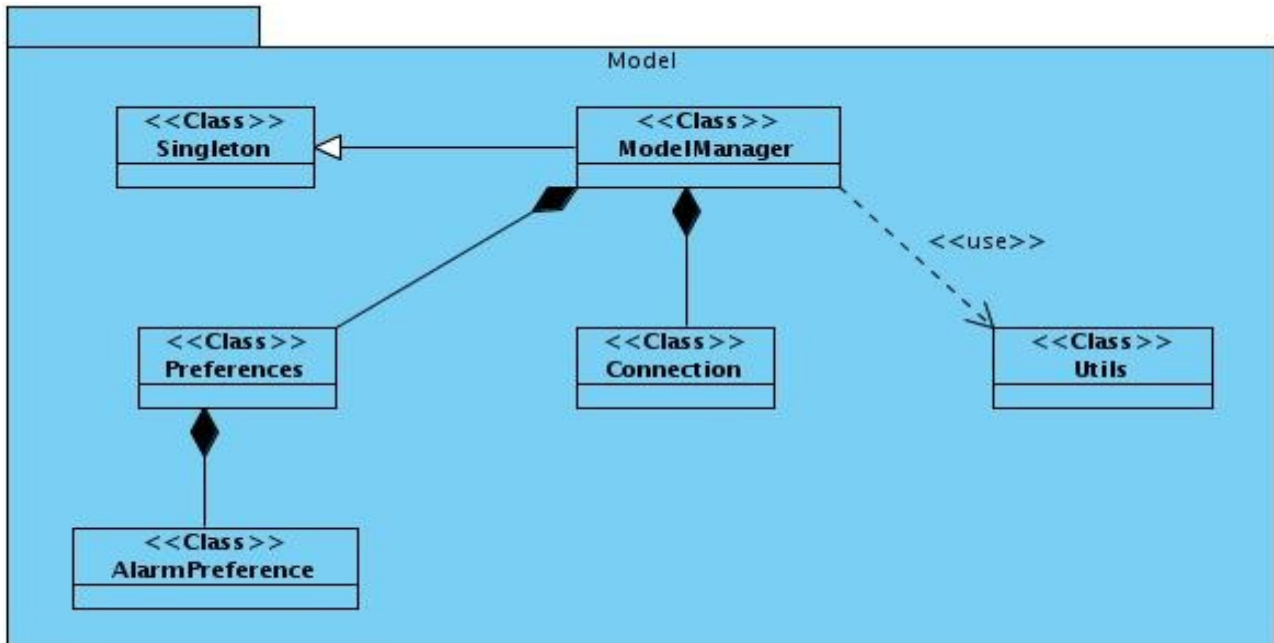 Model
<<Class>>
Singleton
<<Class>>
ModelManager
<<use>>
<<Class>>
Preferences
<<Class>>
Connection
<<Class>>
Utils
<<Class>>
AlarmPreference